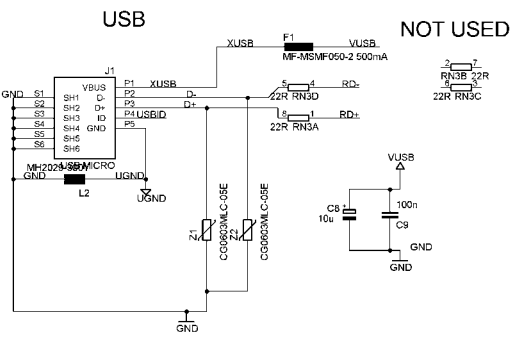 USB
NOT USED
F1
XUSB
VUSB
MF-MSMF050-2 500mA
J1
VBUS
P1
XUSB
GND
S1
SH1
D-
P2
D-
S2
SH2
D+
P3
D+
S3
SH3
ID
P4
USBID
S4
SH4
GND
P5
S5
SH5
S6
SH6
USB MICRO
GND
L2
UGND
UGND
5
4
RD-
22R RN3D
8
1
RD+
22R RN3A
2
7
RN3B 22R
3
22R RN3C
Z1
CG0603MLC-05E
Z2
CG0603MLC-05E
VUSB
C8
+
10u
100n
C9
GND
GND
GND